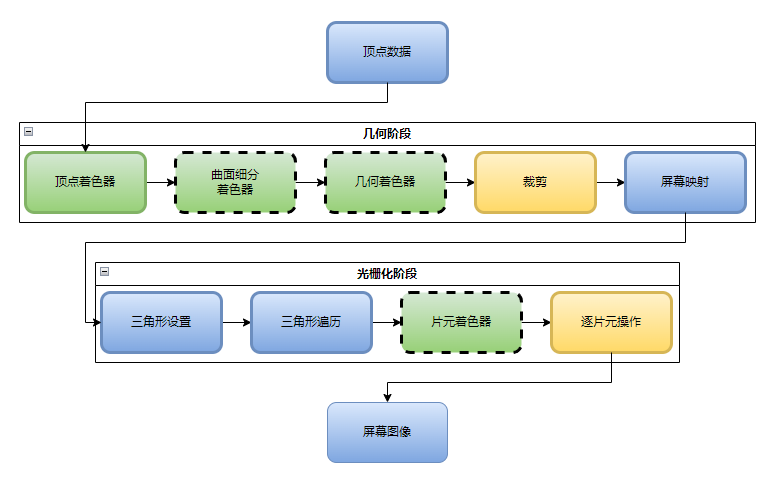 顶点数据
几何阶段
顶点着色器
曲面细分
着色器
几何着色器
裁剪
屏幕映射
光栅化阶段
三角形设置
三角形遍历
片元着色器
逐片元操作
屏幕图像